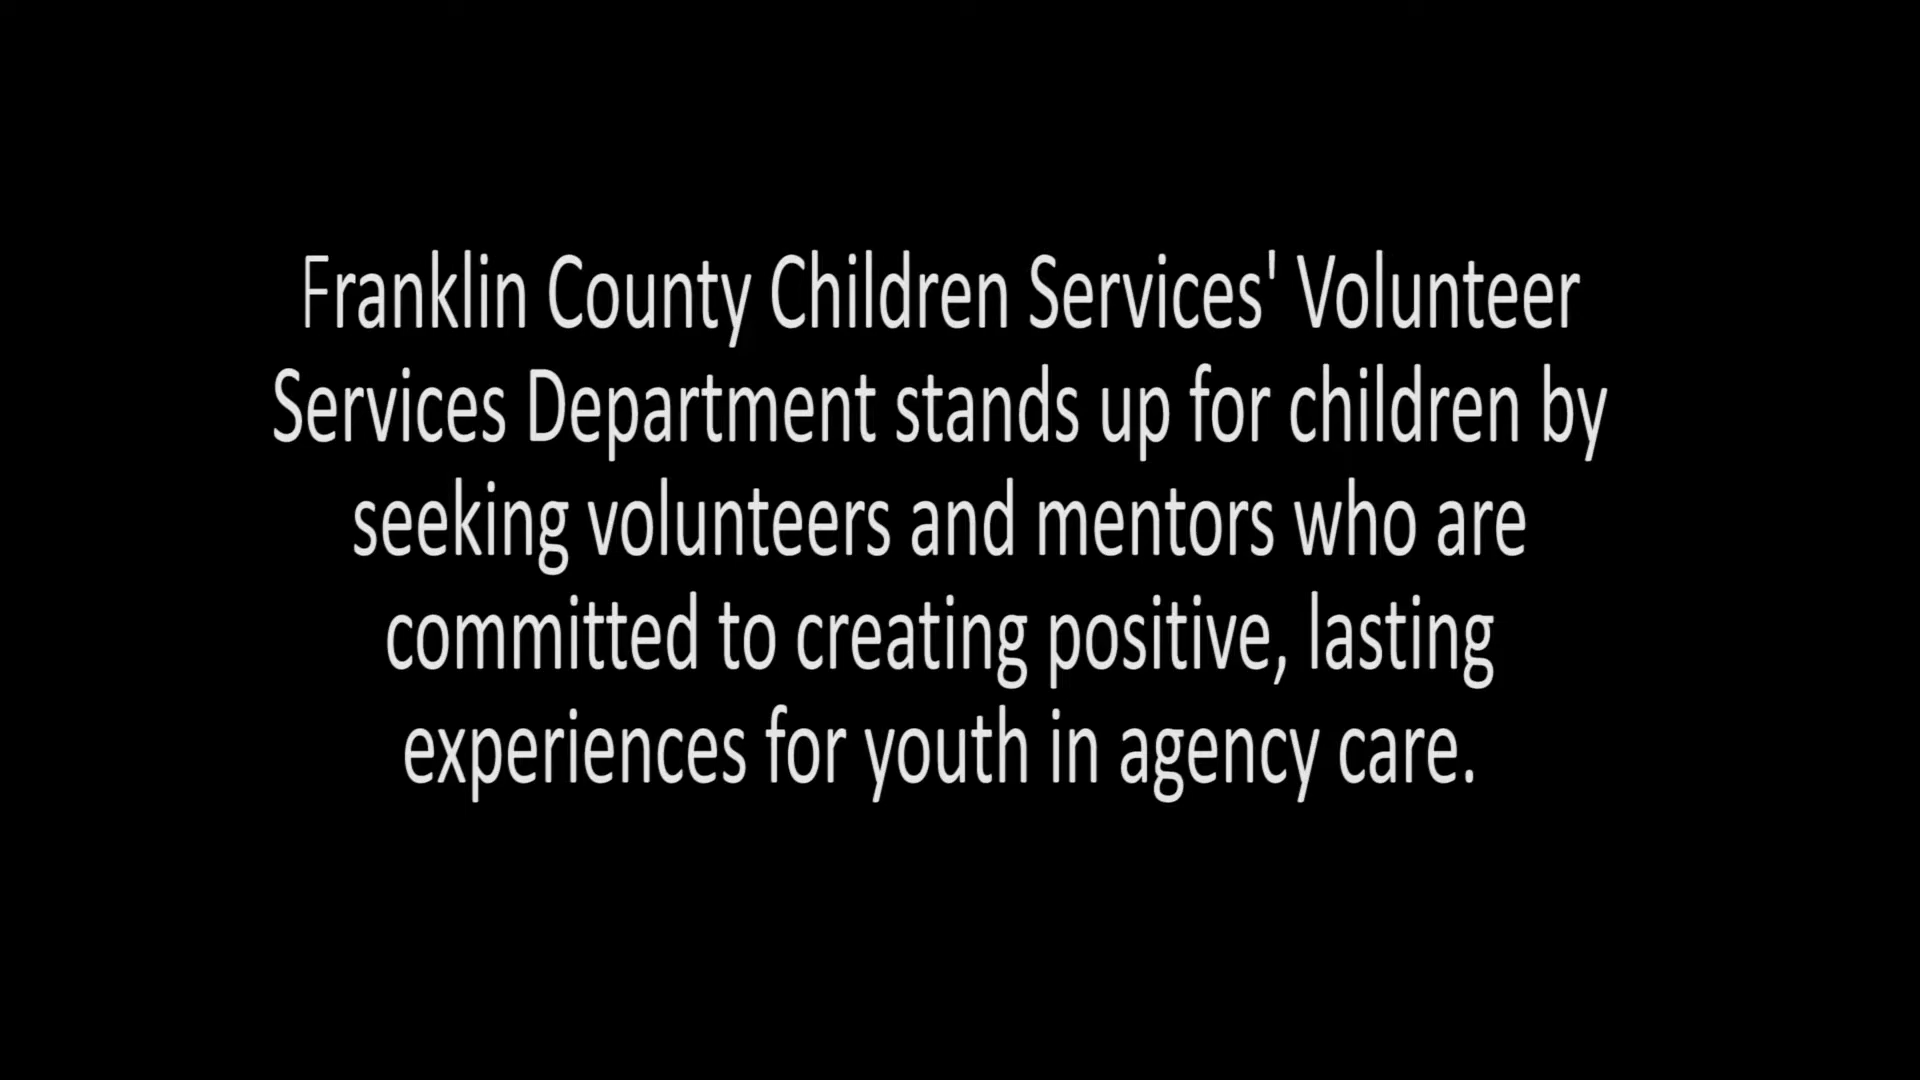 Franklin County Children Services' Volunteer
Services Department stands up for children by
seeking volunteers and mentors who are
committed to creating positive, lasting
experiences for youth in agency care.